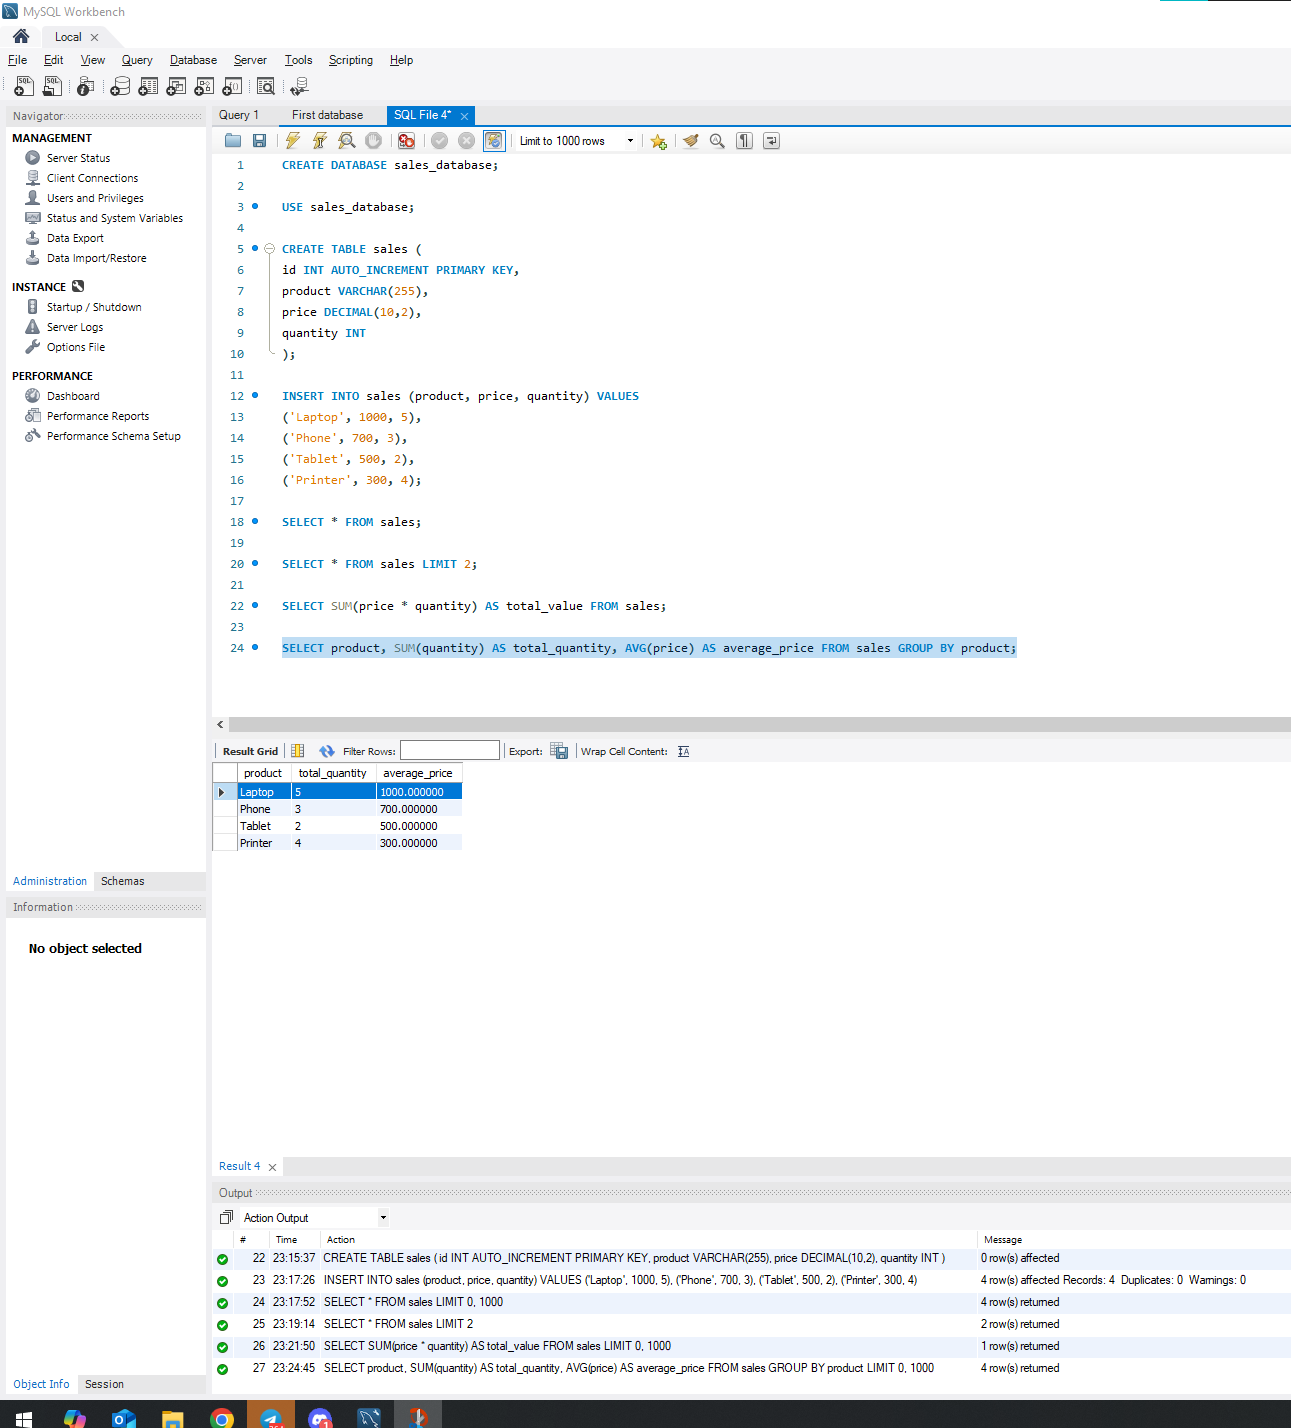 MySQL Workbench
Local
File Edit View Query Database Server Tools Scripting Help
Navigator
MANAGEMENT
Server Status
Client Connections
Users and Privileges
Status and System Variables
Data Export
Data Import/Restore
INSTANCE
Startup / Shutdown
Server Logs
Options File
PERFORMANCE
Dashboard
Performance Reports
Performance Schema Setup
Administration Schemas
Information
No object selected
Object Info Session
Query 1 First database SQL File 4*
Limit to 1000 rows
1 CREATE DATABASE sales_database;
2
3 USE sales_database;
4
5 CREATE TABLE sales (
6 id INT AUTO_INCREMENT PRIMARY KEY,
7 product VARCHAR(255),
8 price DECIMAL(10,2),
9 quantity INT
10 );
11
12 INSERT INTO sales (product, price, quantity) VALUES
13 ('Laptop', 1000, 5),
14 ('Phone', 700, 3),
15 ('Tablet', 500, 2),
16 ('Printer', 300, 4);
17
18 SELECT * FROM sales;
19
20 SELECT * FROM sales LIMIT 2;
21
22 SELECT SUM(price * quantity) AS total_value FROM sales;
23
24 SELECT product, SUM(quantity) AS total_quantity, AVG(price) AS average_price FROM sales GROUP BY product;
Result Grid Filter Rows: Export: Wrap Cell Content:
product total_quantity average_price
Laptop 5 1000.000000
Phone 3 700.000000
Tablet 2 500.000000
Printer 4 300.000000
Result 4
Output
Action Output
# Time Action Message
22 23:15:37 CREATE TABLE sales ( id INT AUTO_INCREMENT PRIMARY KEY, product VARCHAR(255), price DECIMAL(10,2), quantity INT ) 0 row(s) affected
23 23:17:26 INSERT INTO sales (product, price, quantity) VALUES ('Laptop', 1000, 5), ('Phone', 700, 3), ('Tablet', 500, 2), ('Printer', 300, 4) 4 row(s) affected Records: 4 Duplicates: 0 Warnings: 0
24 23:17:52 SELECT * FROM sales LIMIT 0, 1000 4 row(s) returned
25 23:19:14 SELECT * FROM sales LIMIT 2 2 row(s) returned
26 23:21:50 SELECT SUM(price * quantity) AS total_value FROM sales LIMIT 0, 1000 1 row(s) returned
27 23:24:45 SELECT product, SUM(quantity) AS total_quantity, AVG(price) AS average_price FROM sales GROUP BY product LIMIT 0, 1000 4 row(s) returned